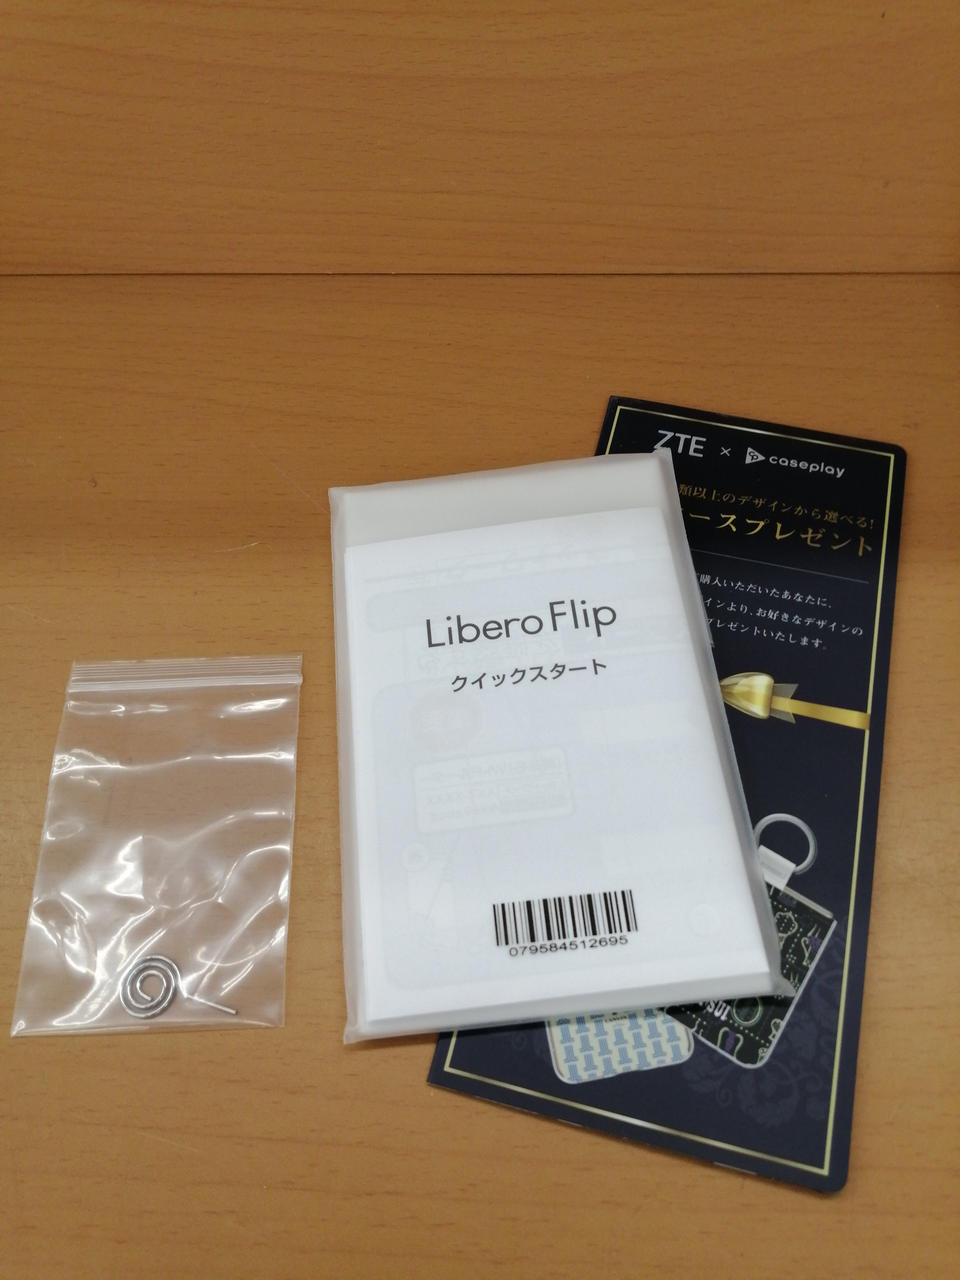 ZTE × caseplay
類以上のデザインから選べる!
ースプレゼント
購入いただいたあなたに、
インより、お好きなデザインの
プレゼントいたします。
Libero Flip
クイックスタート
079584512695